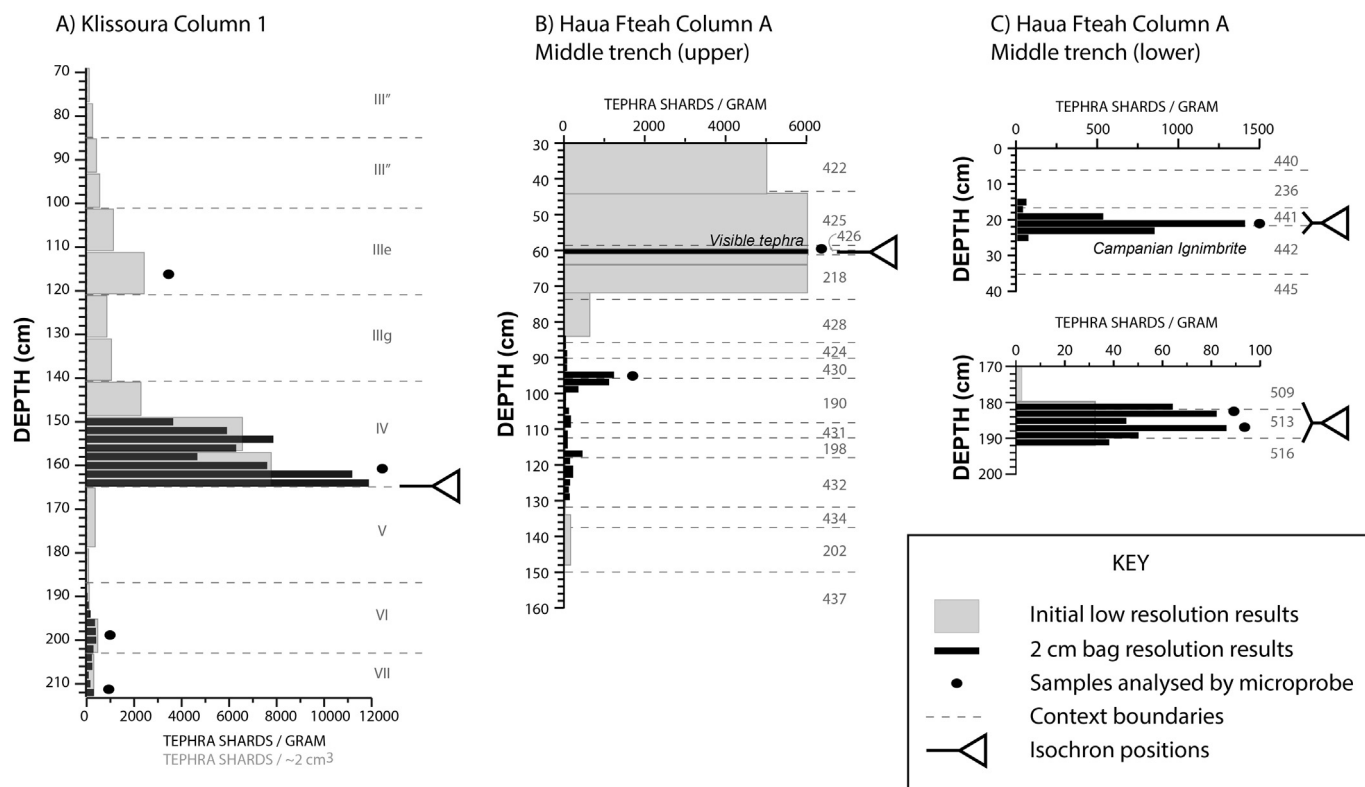 A) Klissoura Column 1
70
80
90
100
110
120
130
140
150
160
170
180
190
200
210
DEPTH (cm)
III″
III″
IIIe
IIIg
IV
V
VI
VII
0 2000 4000 6000 8000 10000 12000
TEPHRA SHARDS / GRAM
TEPHRA SHARDS / ~2 cm3
B) Haua Fteah Column A
Middle trench (upper)
TEPHRA SHARDS / GRAM
0 2000 4000 6000
30
40
50
60
70
80
90
100
110
120
130
140
150
160
DEPTH (cm)
Visible tephra
422
425
426
218
428
424
430
190
431
198
432
434
202
437
C) Haua Fteah Column A
Middle trench (lower)
TEPHRA SHARDS / GRAM
0 500 1000 1500
0
10
20
30
40
DEPTH (cm)
440
236
441
442
445
Campanian Ignimbrite
TEPHRA SHARDS / GRAM
0 20 40 60 80 100
170
180
190
200
DEPTH (cm)
509
513
516
KEY
Initial low resolution results
2 cm bag resolution results
Samples analysed by microprobe
Context boundaries
Isochron positions